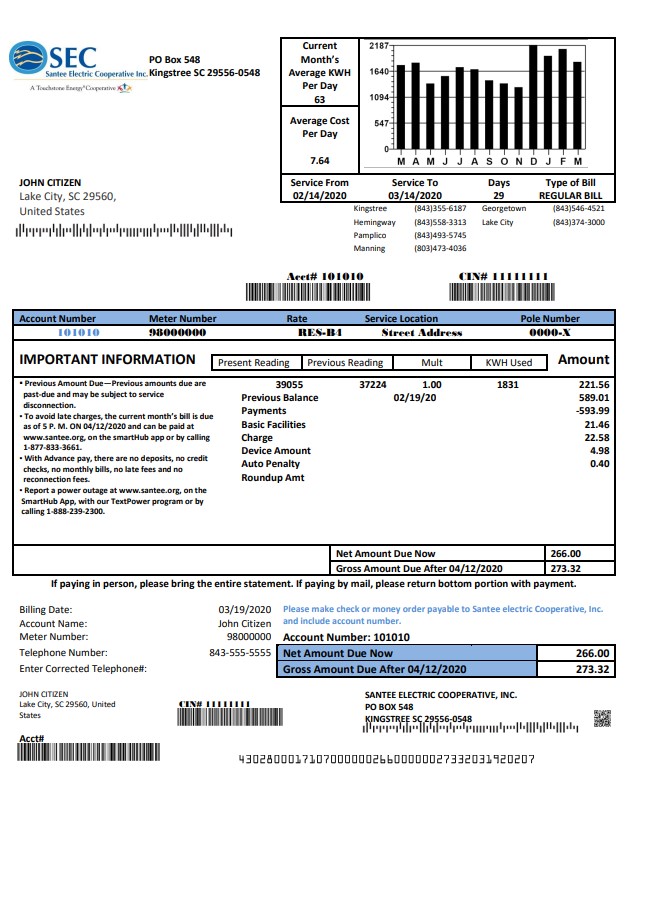 SEC
Santee Electric Cooperative Inc.
A Touchstone Energy® Cooperative
PO Box 548
Kingstree SC 29556-0548
Current
Month's
Average KWH
Per Day
63
Average Cost
Per Day
7.64
2187
1640
1094
547
0
M A M J J A S O N D J F M
JOHN CITIZEN
Lake City, SC 29560,
United States
Service From Service To Days Type of Bill
02/14/2020 03/14/2020 29 REGULAR BILL
Kingstree (843)355-6187 Georgetown (843)546-4521
Hemingway (843)558-3313 Lake City (843)374-3000
Pamplico (843)493-5745
Manning (803)473-4036
Acct# 101010 CIN# 11111111
Account Number Meter Number Rate Service Location Pole Number
101010 98000000 RES-B4 Street Address 0000-X
IMPORTANT INFORMATION Present Reading Previous Reading Mult KWH Used Amount
• Previous Amount Due—Previous amounts due are
past-due and may be subject to service
disconnection.
• To avoid late charges, the current month's bill is due
as of 5 P. M. ON 04/12/2020 and can be paid at
www.santee.org, on the smartHub app or by calling
1-877-833-3661.
• With Advance pay, there are no deposits, no credit
checks, no monthly bills, no late fees and no
reconnection fees.
• Report a power outage at www.santee.org, on the
SmartHub App, with our TextPower program or by
calling 1-888-239-2300.
39055 37224 1.00 1831 221.56
Previous Balance 02/19/20 589.01
Payments -593.99
Basic Facilities 21.46
Charge 22.58
Device Amount 4.98
Auto Penalty 0.40
Roundup Amt
Net Amount Due Now 266.00
Gross Amount Due After 04/12/2020 273.32
If paying in person, please bring the entire statement. If paying by mail, please return bottom portion with payment.
Billing Date: 03/19/2020
Account Name: John Citizen
Meter Number: 98000000
Telephone Number: 843-555-5555
Enter Corrected Telephone#:
Please make check or money order payable to Santee electric Cooperative, Inc.
and include account number.
Account Number: 101010
Net Amount Due Now 266.00
Gross Amount Due After 04/12/2020 273.32
JOHN CITIZEN
Lake City, SC 29560, United
States
CIN# 11111111
SANTEE ELECTRIC COOPERATIVE, INC.
PO BOX 548
KINGSTREE SC 29556-0548
Acct#
4302800017107000000266000000273320319202​07